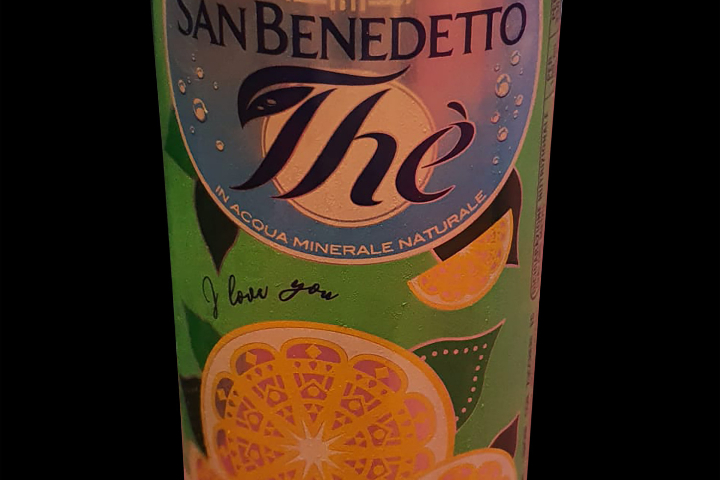 SAN BENEDETTO
Thè
IN ACQUA MINERALE NATURALE
I love you